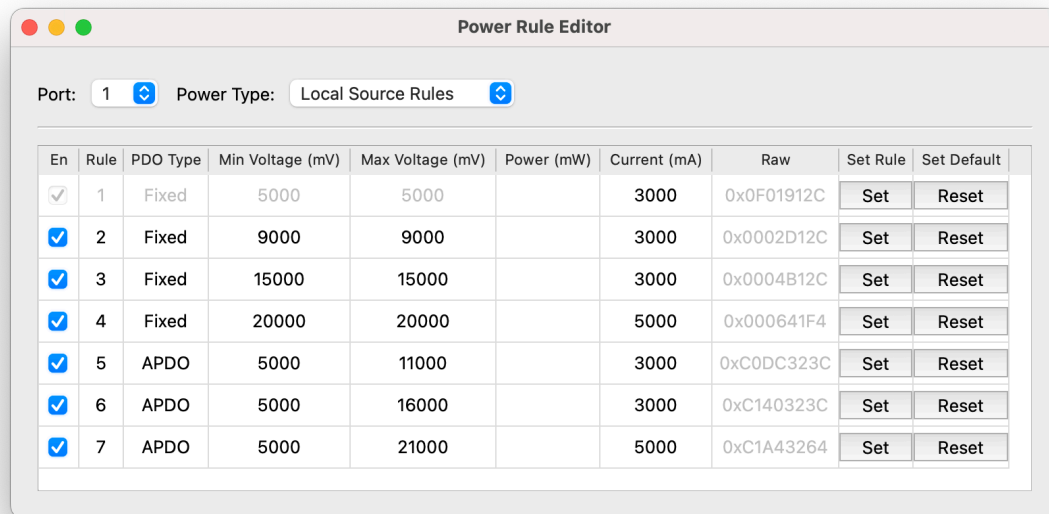 Power Rule Editor
Port: 1 Power Type: Local Source Rules
En Rule PDO Type Min Voltage (mV) Max Voltage (mV) Power (mW) Current (mA) Raw Set Rule Set Default
1 Fixed 5000 5000 3000 0x0F01912C Set Reset
2 Fixed 9000 9000 3000 0x0002D12C Set Reset
3 Fixed 15000 15000 3000 0x0004B12C Set Reset
4 Fixed 20000 20000 5000 0x000641F4 Set Reset
5 APDO 5000 11000 3000 0xC0DC323C Set Reset
6 APDO 5000 16000 3000 0xC140323C Set Reset
7 APDO 5000 21000 5000 0xC1A43264 Set Reset